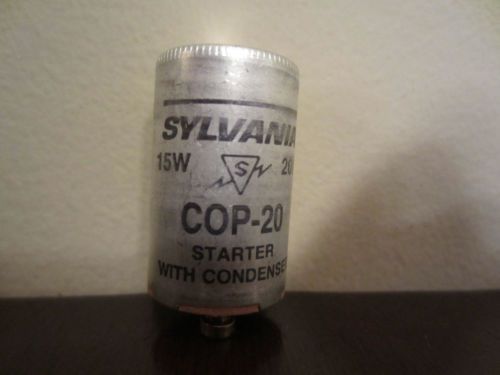 SYLVANIA
15W S 20
COP-20
STARTER
WITH CONDENSE